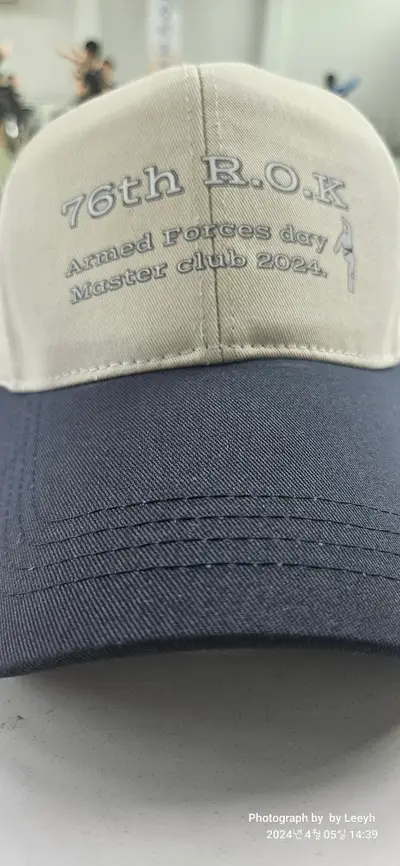 76th R.O.K
Armed Forces day
Master club 2024.
Photograph by  by Leeyh
2024년 4월 05일 14:39